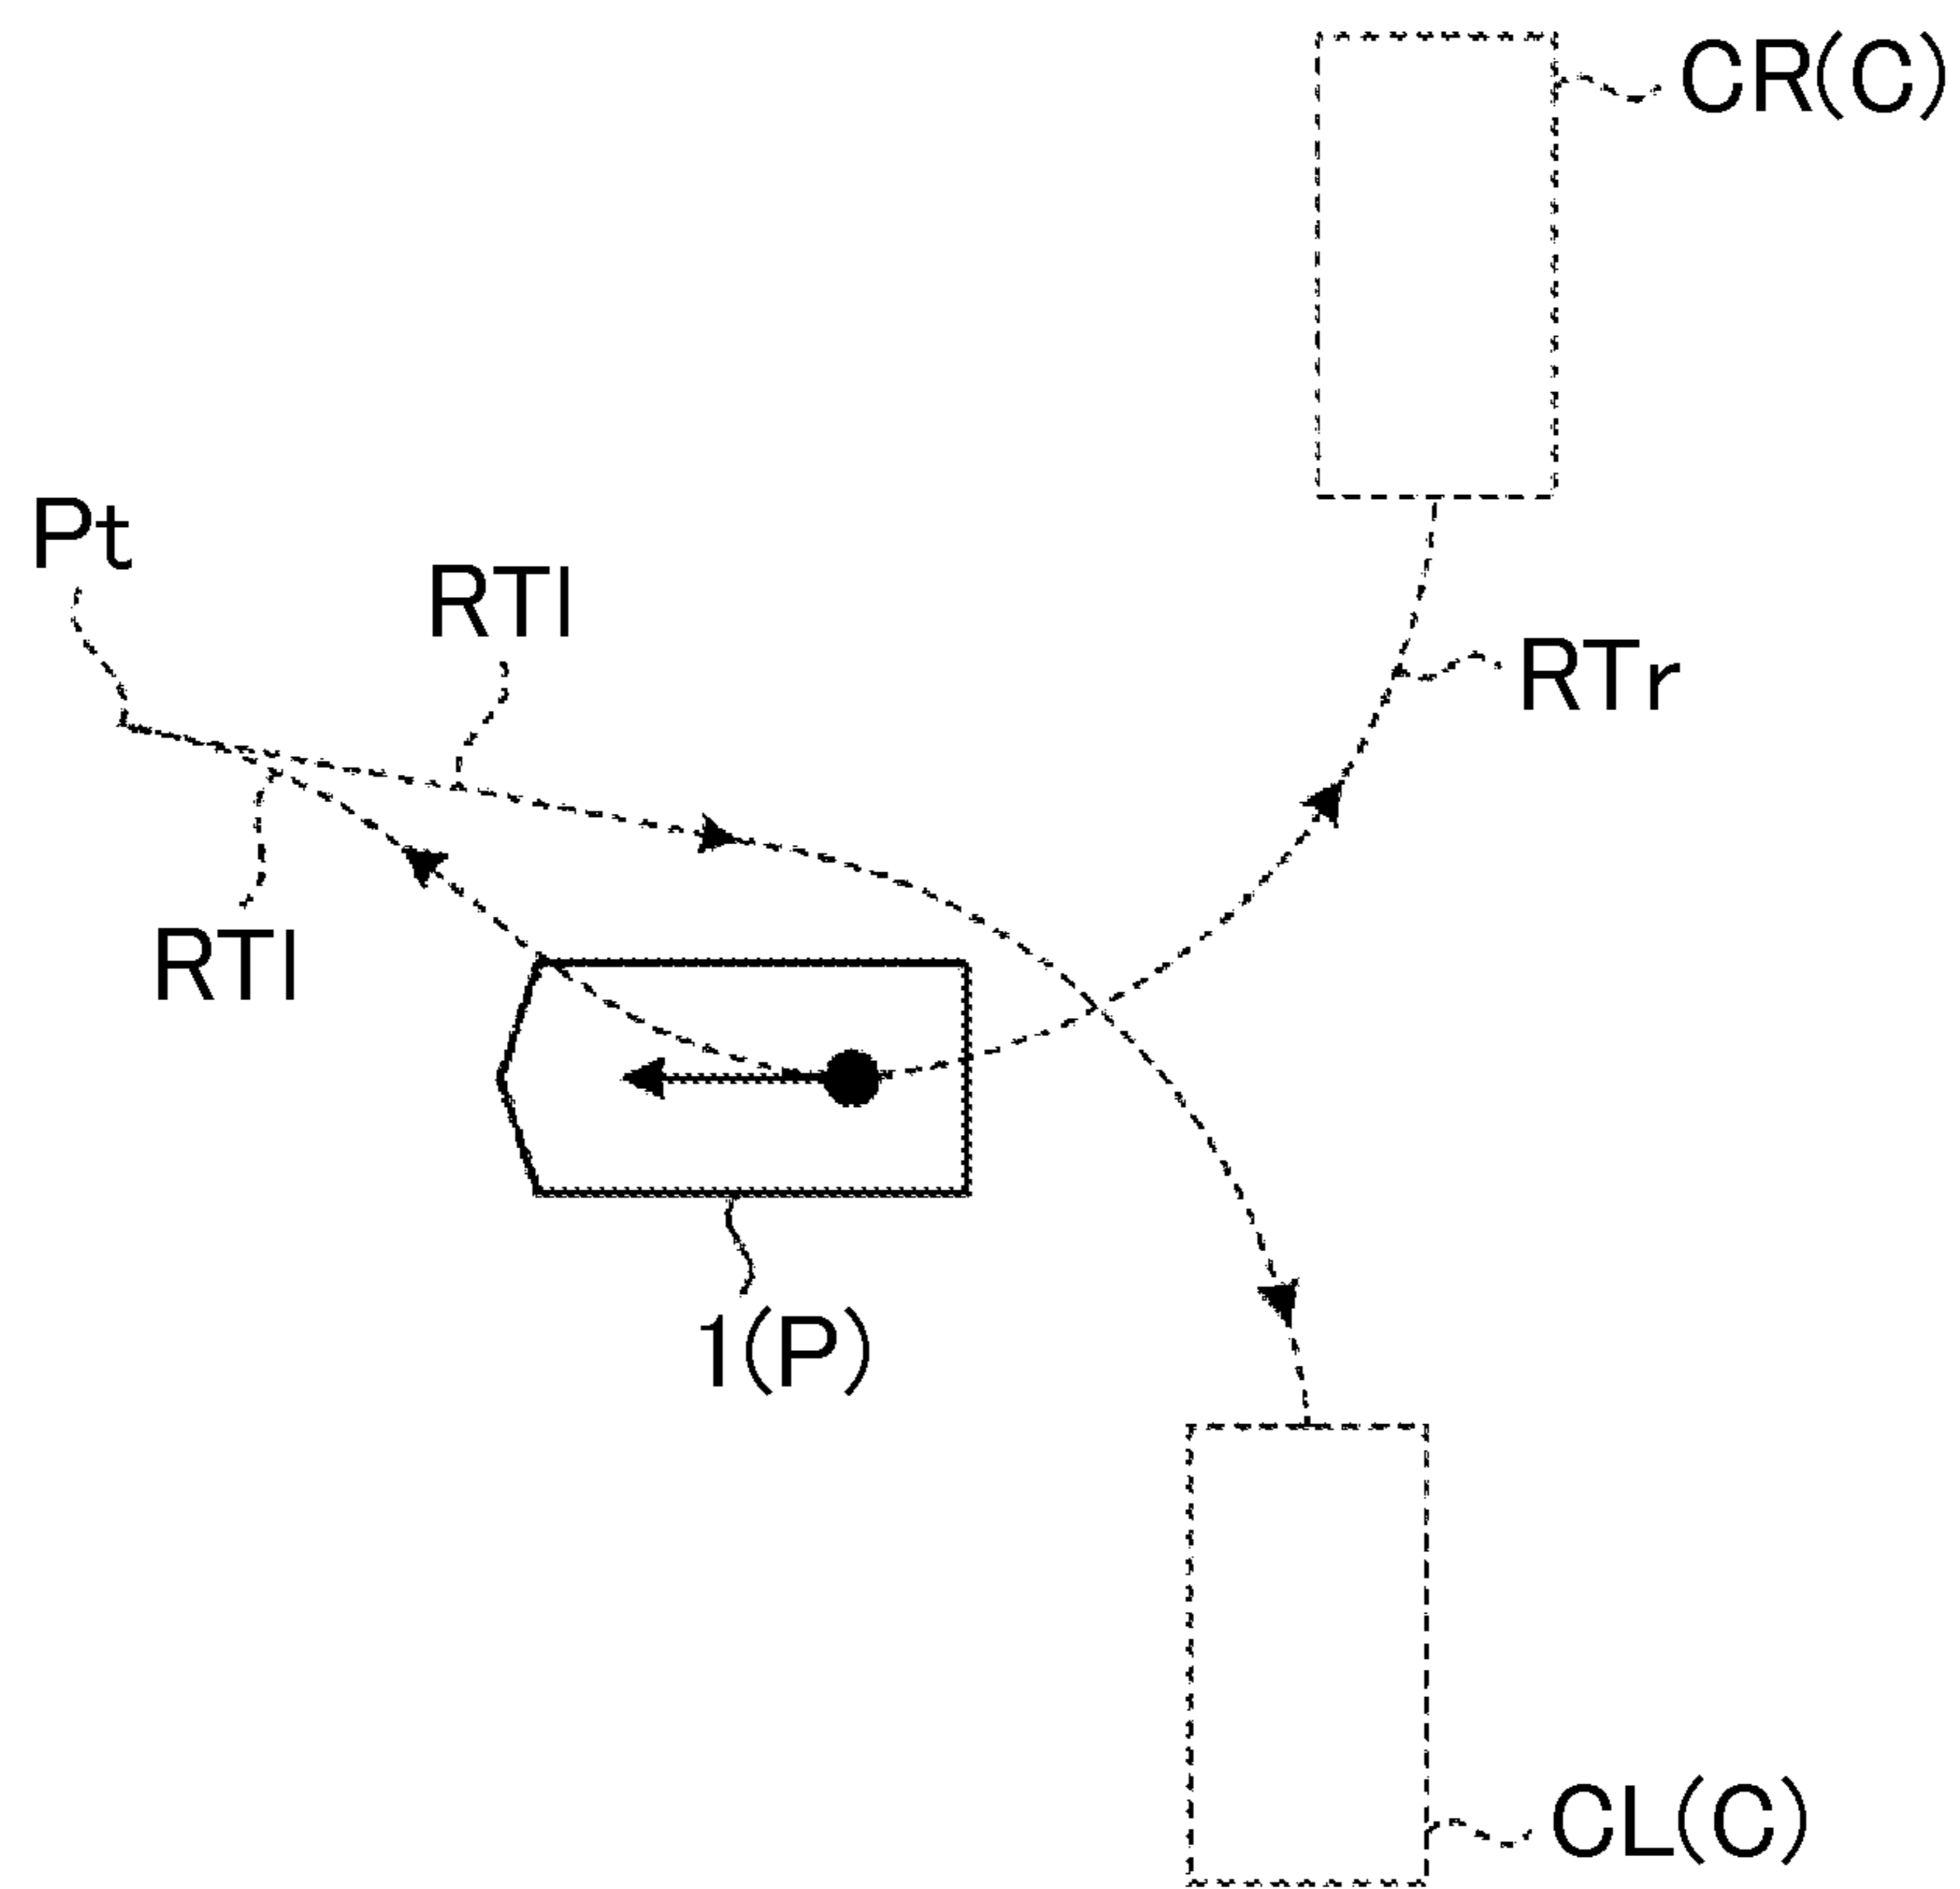 CR(C)
Pt
RTl
RTr
RTl
1(P)
CL(C)